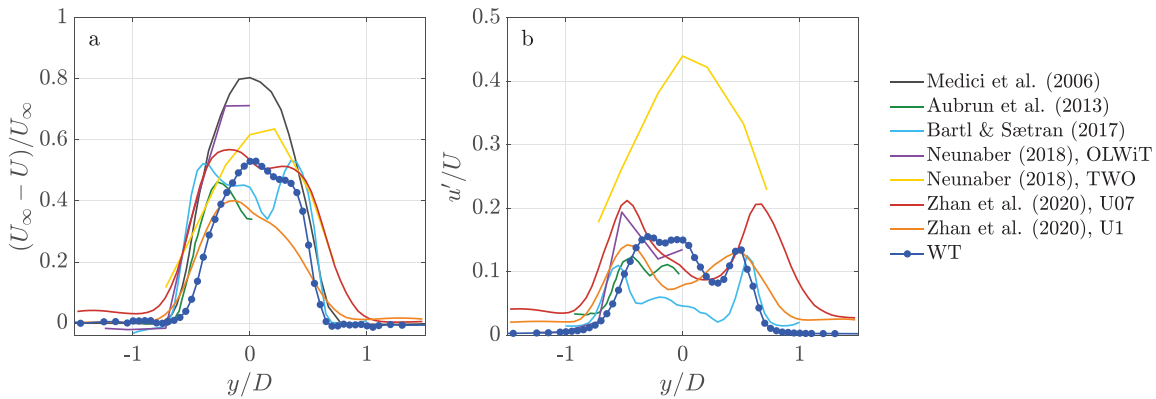 a
(U∞ − U)/U∞
1
0.8
0.6
0.4
0.2
0
-1
0
1
y/D
b
u′/U
0.5
0.4
0.3
0.2
0.1
0
-1
0
1
y/D
Medici et al. (2006)
Aubrun et al. (2013)
Bartl & Sætran (2017)
Neunaber (2018), OLWiT
Neunaber (2018), TWO
Zhan et al. (2020), U07
Zhan et al. (2020), U1
WT